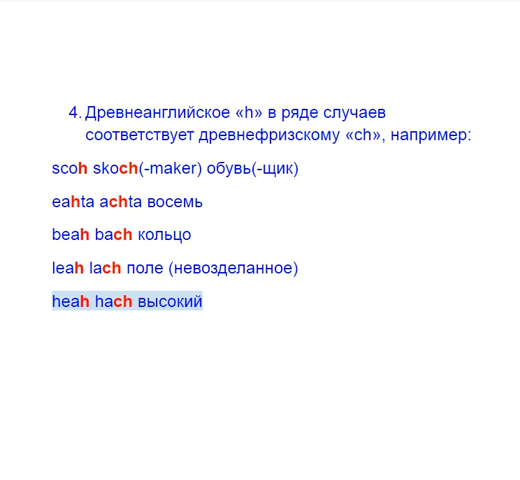 4. Древнеанглийское «h» в ряде случаев
соответствует древнефризскому «ch», например:
scoh skoch(-maker) обувь(-щик)
eahta achta восемь
beah bach кольцо
leah lach поле (невозделанное)
heah hach высокий